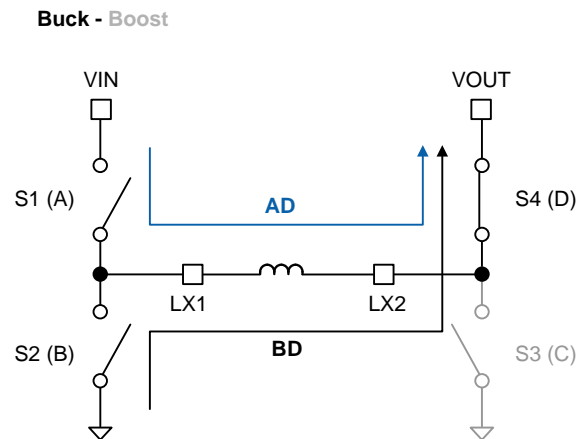 Buck - Boost
VIN
VOUT
S1 (A)
AD
S4 (D)
LX1
LX2
S2 (B)
BD
S3 (C)